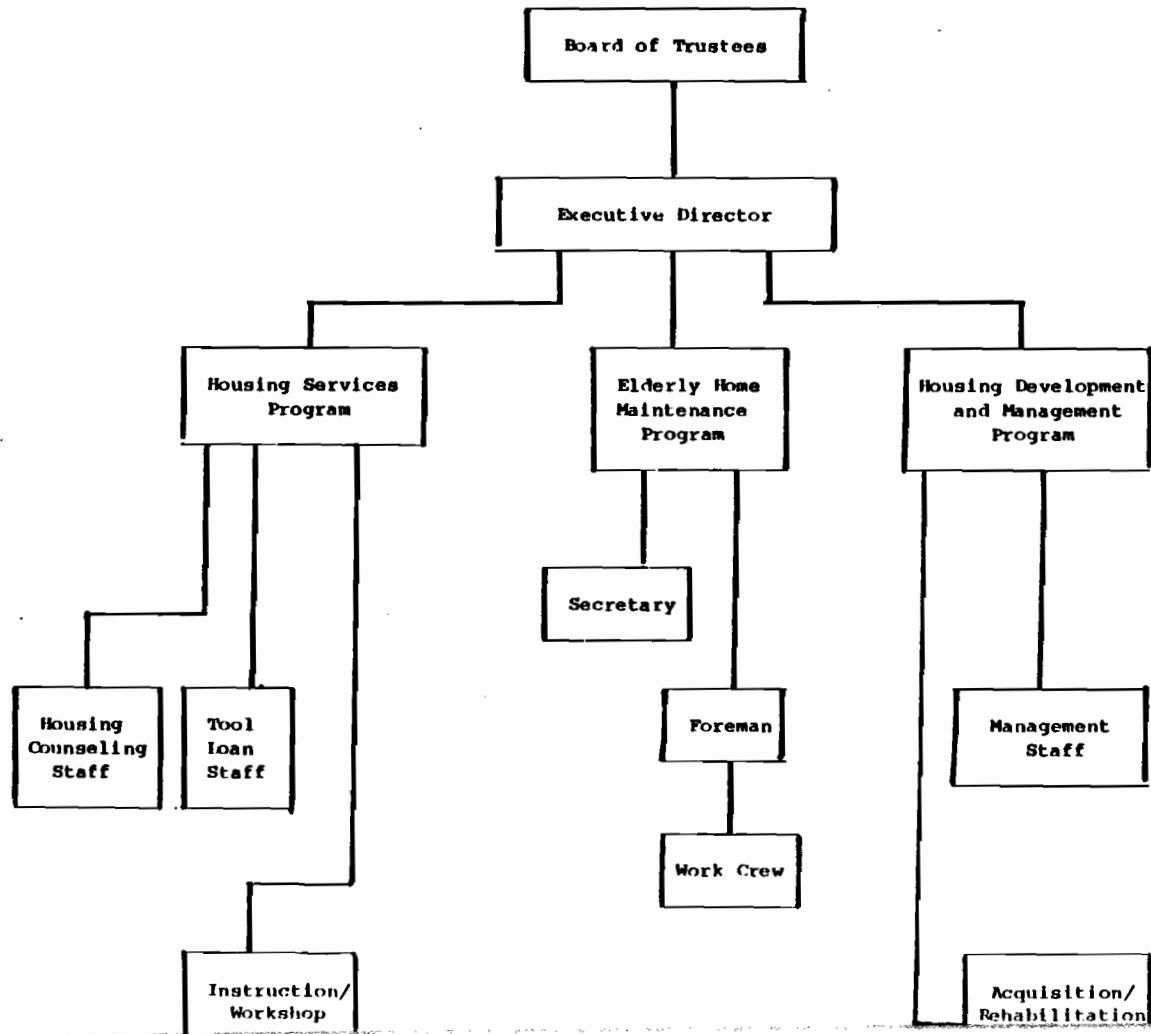 Board of Trustees
Executive Director
Housing Services
Program
Elderly Home
Maintenance
Program
Housing Development
and Management
Program
Secretary
Housing
Counseling
Staff
Tool
Loan
Staff
Foreman
Management
Staff
Work Crew
Instruction/
Workshop
Acquisition/
Rehabilitation